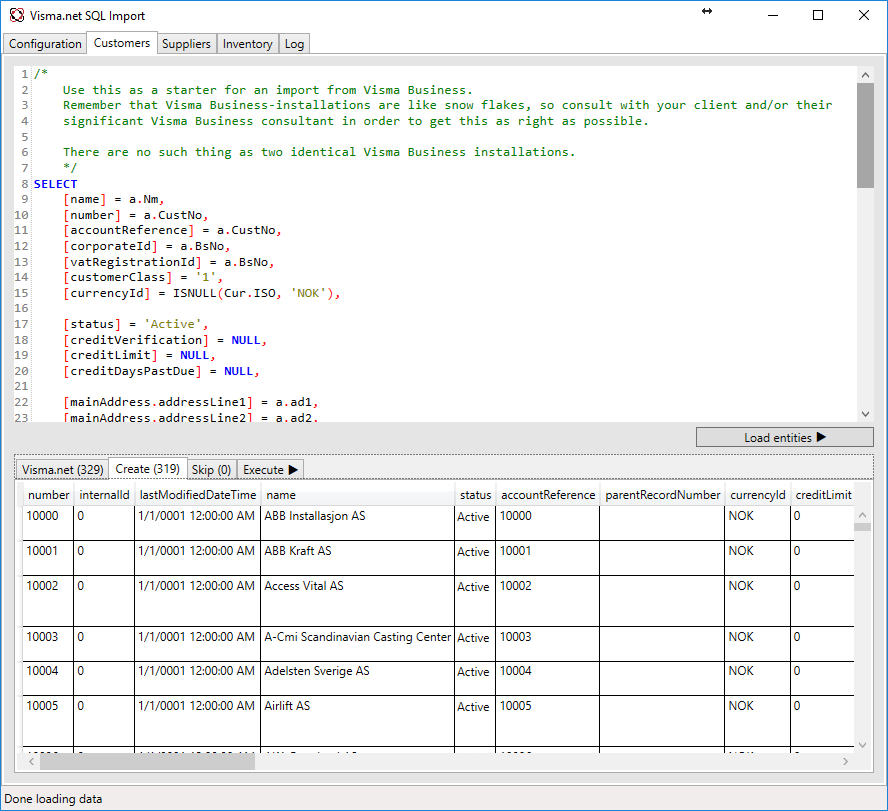 Visma.net SQL Import
Configuration Customers Suppliers Inventory Log
1 /*
2 Use this as a starter for an import from Visma Business.
3 Remember that Visma Business-installations are like snow flakes, so consult with your client and/or their
4 significant Visma Business consultant in order to get this as right as possible.
5
6 There are no such thing as two identical Visma Business installations.
7 */
8 SELECT
9 [name] = a.Nm,
10 [number] = a.CustNo,
11 [accountReference] = a.CustNo,
12 [corporateId] = a.BsNo,
13 [vatRegistrationId] = a.BsNo,
14 [customerClass] = '1',
15 [currencyId] = ISNULL(Cur.ISO, 'NOK'),
16
17 [status] = 'Active',
18 [creditVerification] = NULL,
19 [creditLimit] = NULL,
20 [creditDaysPastDue] = NULL,
21
22 [mainAddress.addressLine1] = a.ad1,
23 [mainAddress.addressLine2] = a.ad2,
Load entities ▶
Visma.net (329) Create (319) Skip (0) Execute ▶
number internalId lastModifiedDateTime name status accountReference parentRecordNumber currencyId creditLimit
10000 0 1/1/0001 12:00:00 AM ABB Installasjon AS Active 10000 NOK 0
10001 0 1/1/0001 12:00:00 AM ABB Kraft AS Active 10001 NOK 0
10002 0 1/1/0001 12:00:00 AM Access Vital AS Active 10002 NOK 0
10003 0 1/1/0001 12:00:00 AM A-Cmi Scandinavian Casting Center Active 10003 NOK 0
10004 0 1/1/0001 12:00:00 AM Adelsten Sverige AS Active 10004 NOK 0
10005 0 1/1/0001 12:00:00 AM Airlift AS Active 10005 NOK 0
Done loading data